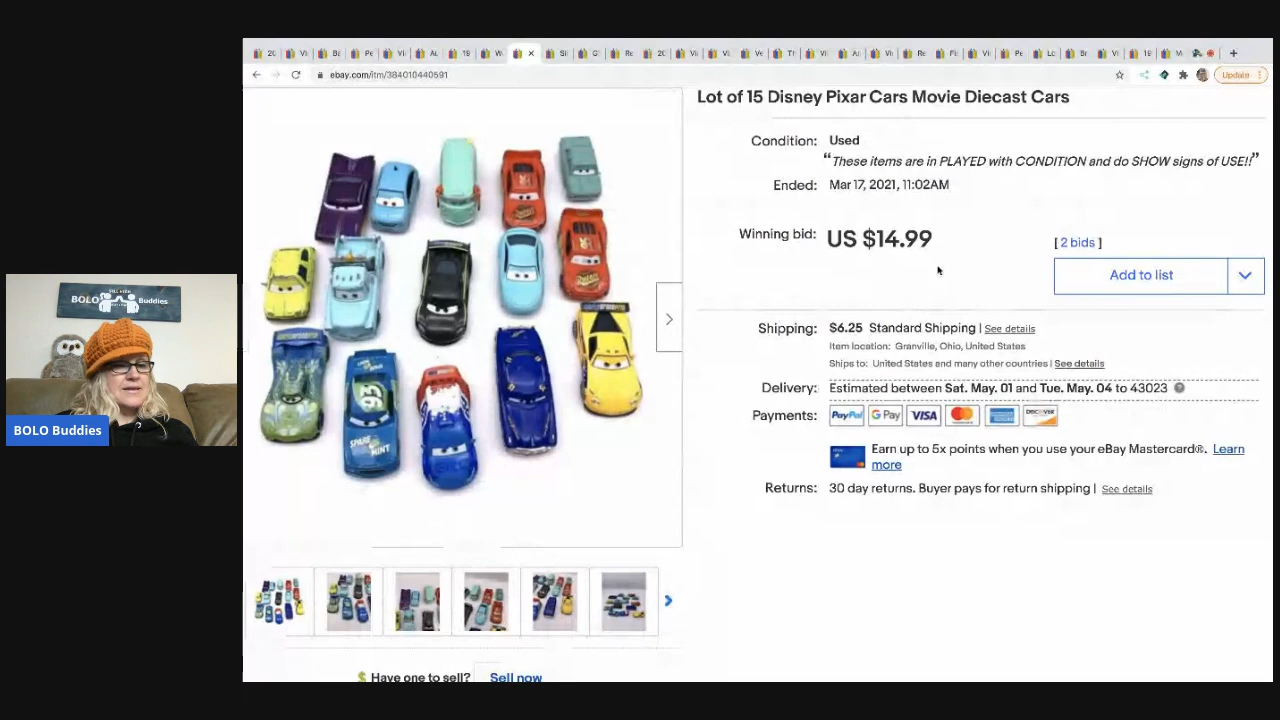 ebay.com/itm/384010440591
Update
Lot of 15 Disney Pixar Cars Movie Diecast Cars
Condition: Used
“These items are in PLAYED with CONDITION and do SHOW signs of USE!!”
Ended: Mar 17, 2021, 11:02AM
Winning bid: US $14.99 [ 2 bids ]
Add to list
Shipping: $6.25 Standard Shipping | See details
Item location: Granville, Ohio, United States
Ships to: United States and many other countries | See details
Delivery: Estimated between Sat. May. 01 and Tue. May. 04 to 43023
Payments: PayPal G Pay VISA DISCOVER
Earn up to 5x points when you use your eBay Mastercard®. Learn
more
Returns: 30 day returns. Buyer pays for return shipping | See details
Have one to sell? Sell now
BOLO Buddies
BOLO Buddies
SPARE MINT